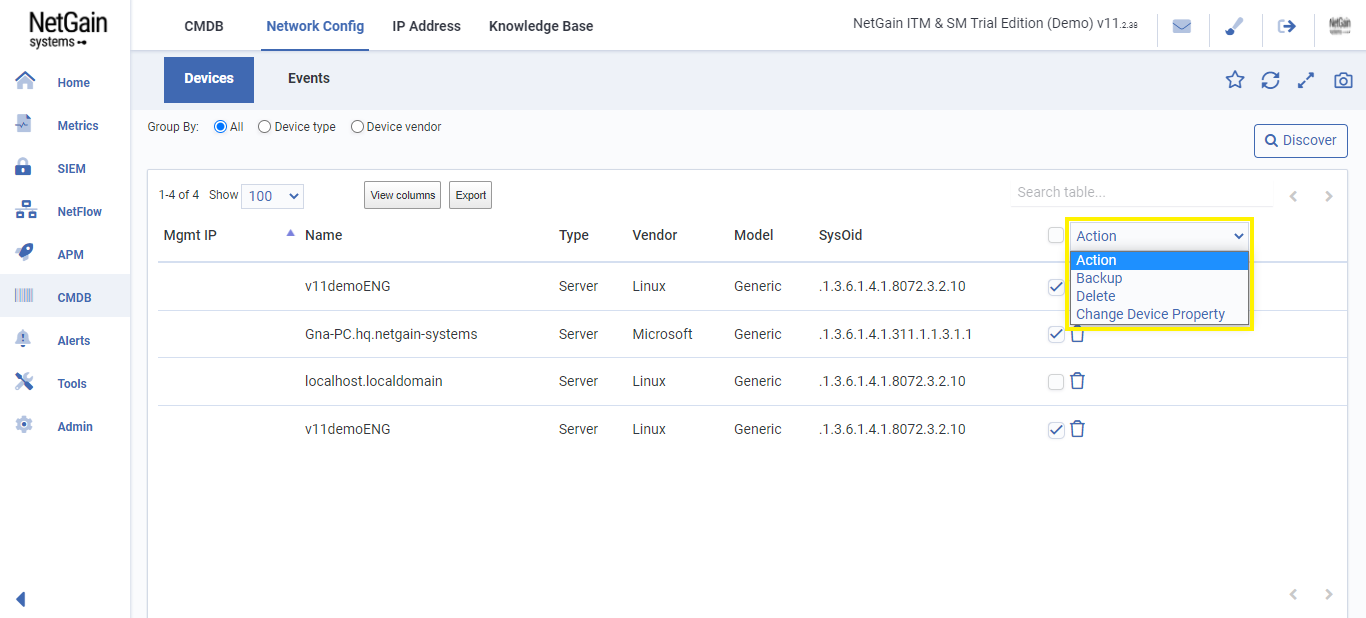 NetGain
systems
CMDB Network Config IP Address Knowledge Base
NetGain ITM & SM Trial Edition (Demo) v11.2.38
NetGain
Home
Metrics
SIEM
NetFlow
APM
CMDB
Alerts
Tools
Admin
Devices Events
Group By: All Device type Device vendor
Discover
1-4 of 4 Show 100 View columns Export Search table...
Mgmt IP Name Type Vendor Model SysOid Action
Action
Backup
Delete
Change Device Property
v11demoENG Server Linux Generic .1.3.6.1.4.1.8072.3.2.10
Gna-PC.hq.netgain-systems Server Microsoft Generic .1.3.6.1.4.1.311.1.1.3.1.1
localhost.localdomain Server Linux Generic .1.3.6.1.4.1.8072.3.2.10
v11demoENG Server Linux Generic .1.3.6.1.4.1.8072.3.2.10